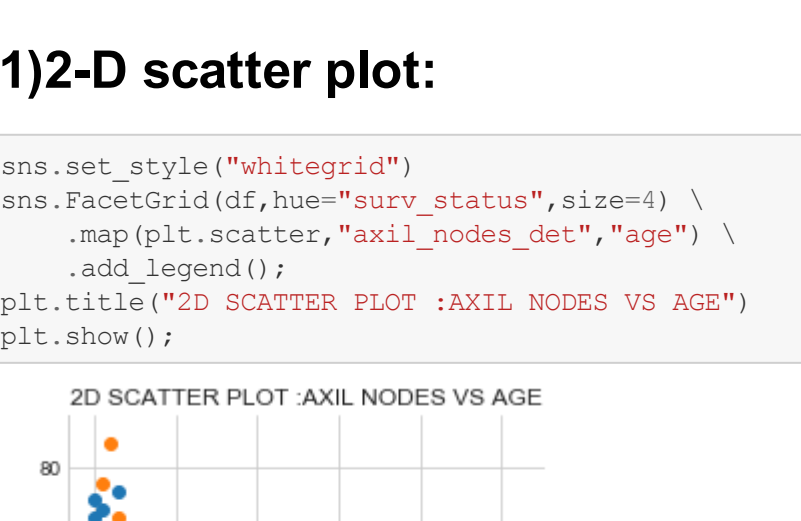 1)2-D scatter plot:
sns.set_style("whitegrid")
sns.FacetGrid(df,hue="surv_status",size=4) \
    .map(plt.scatter,"axil_nodes_det","age") \
    .add_legend();
plt.title("2D SCATTER PLOT :AXIL NODES VS AGE")
plt.show();
2D SCATTER PLOT :AXIL NODES VS AGE
80